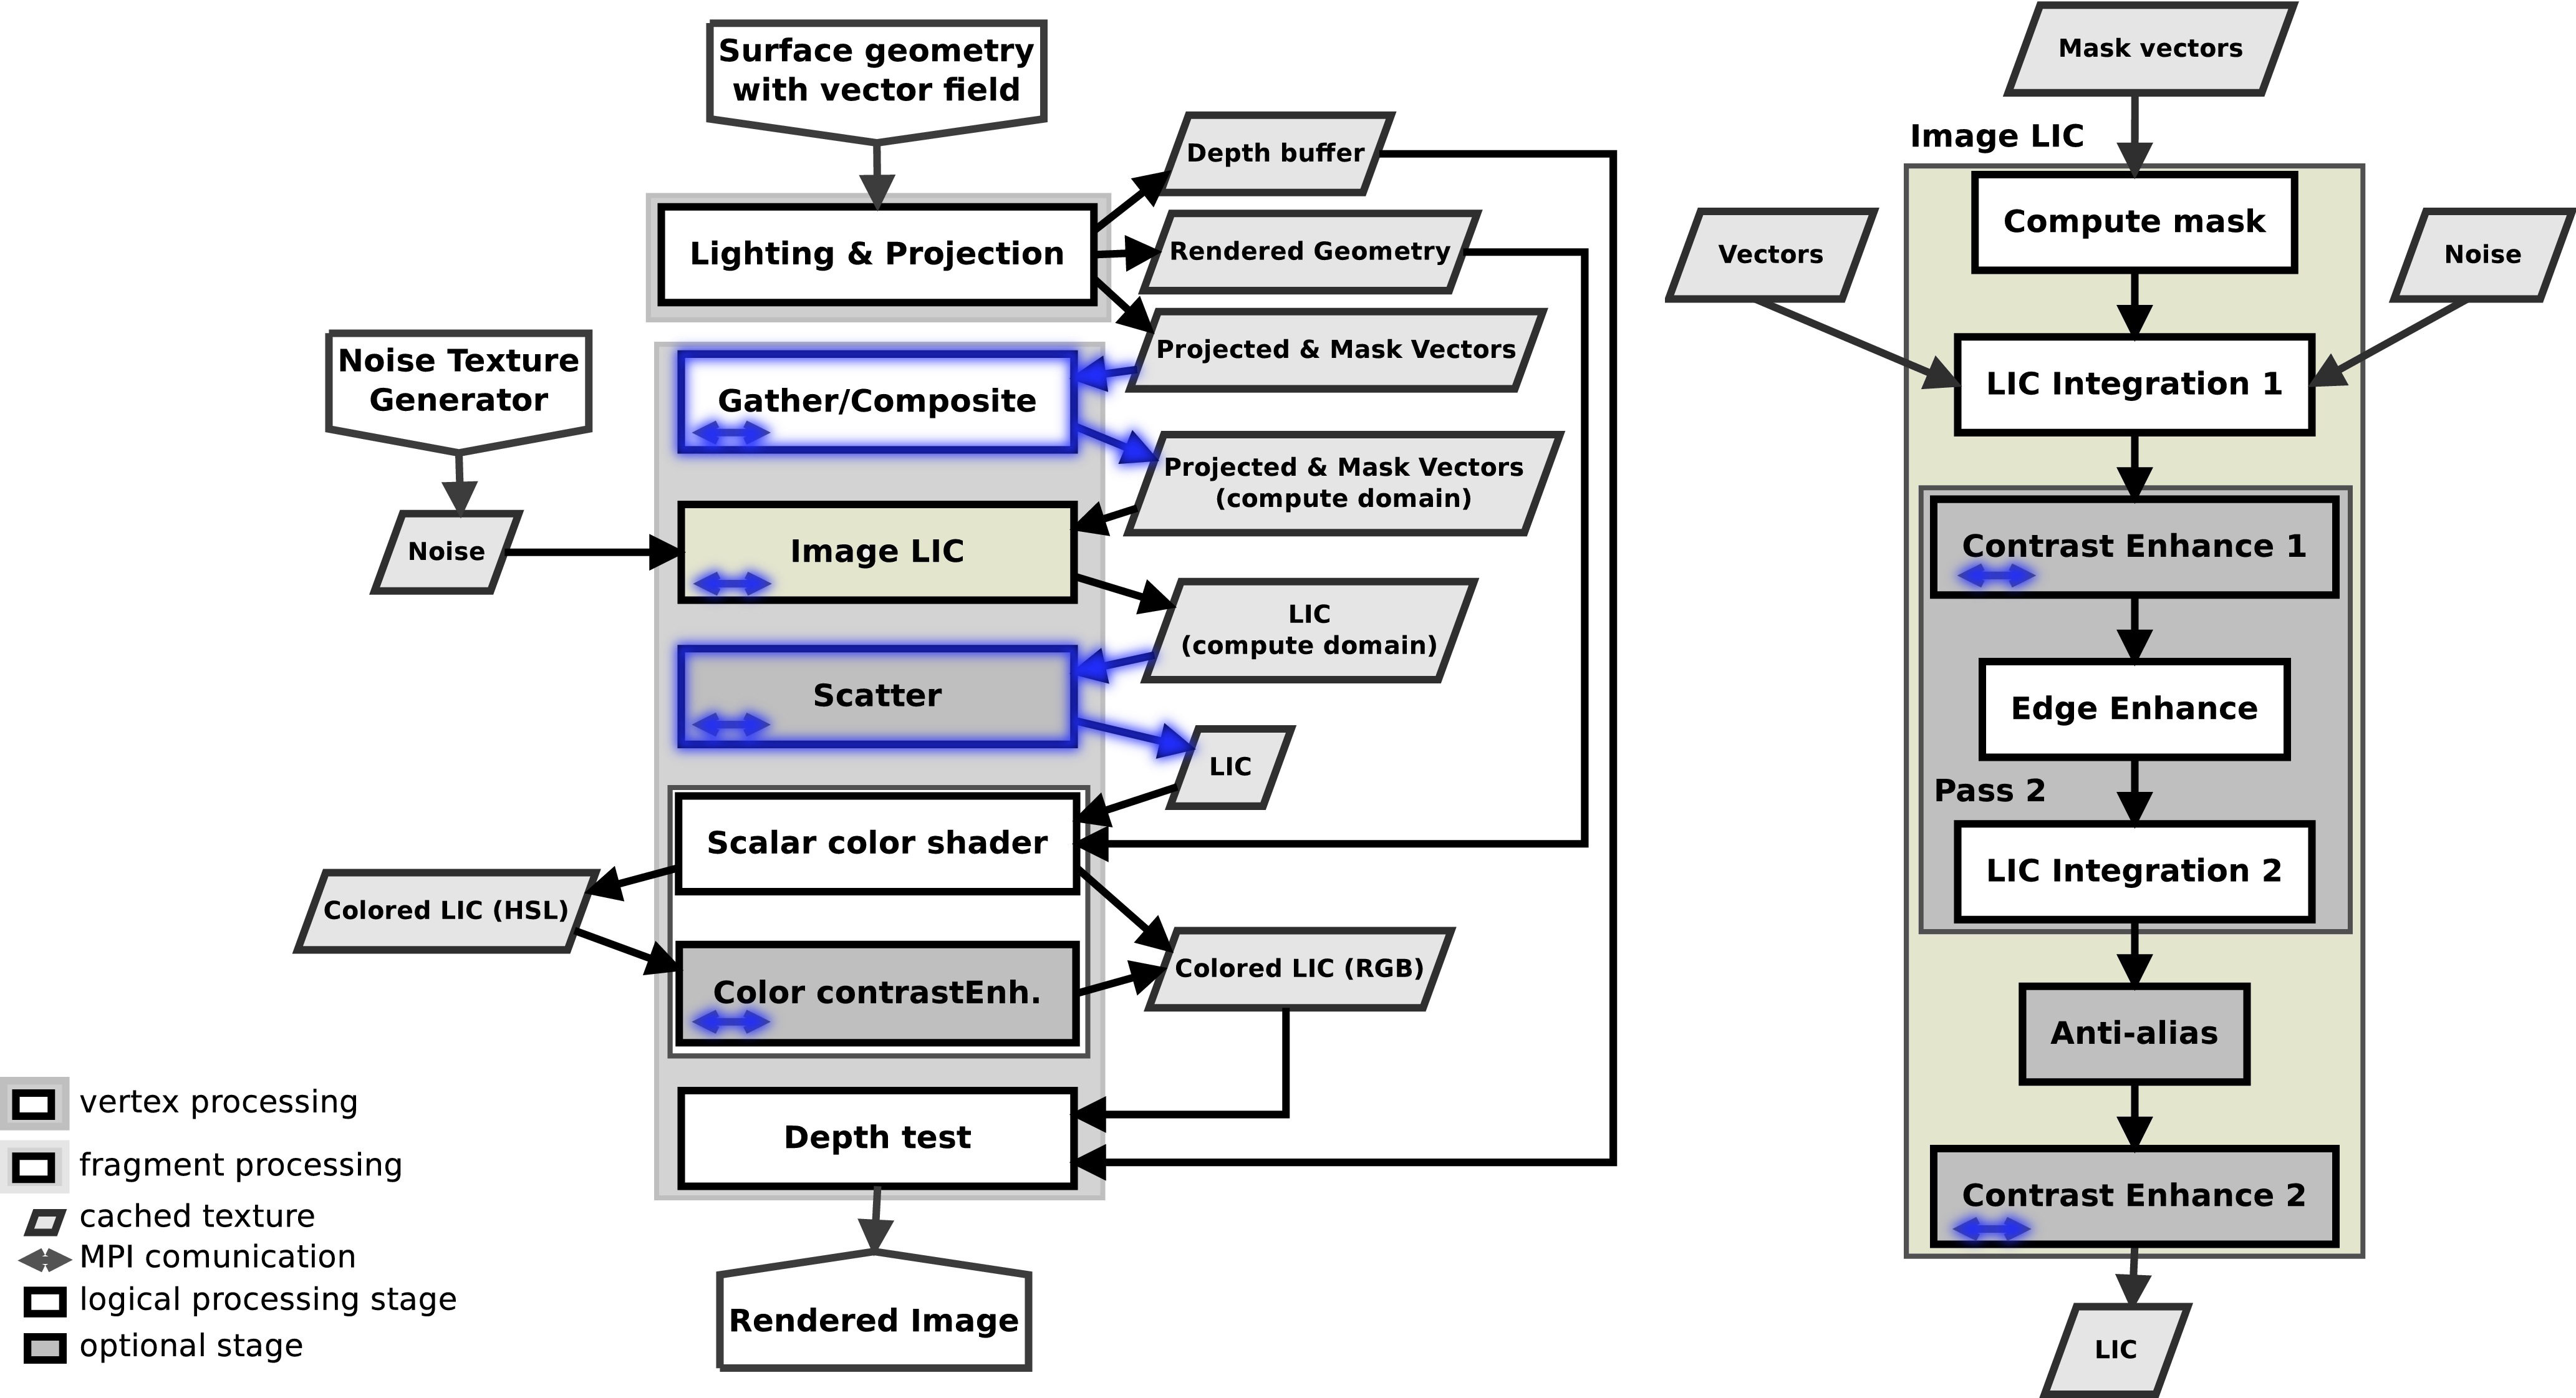 Surface geometry
with vector field
Lighting & Projection
Depth buffer
Rendered Geometry
Projected & Mask Vectors
Noise Texture
Generator
Gather/Composite
Projected & Mask Vectors
(compute domain)
Noise
Image LIC
LIC
(compute domain)
Scatter
LIC
Scalar color shader
Colored LIC (HSL)
Color contrastEnh.
Colored LIC (RGB)
Depth test
Rendered Image
vertex processing
fragment processing
cached texture
MPI comunication
logical processing stage
optional stage
Mask vectors
Image LIC
Compute mask
Vectors
Noise
LIC Integration 1
Contrast Enhance 1
Edge Enhance
Pass 2
LIC Integration 2
Anti-alias
Contrast Enhance 2
LIC